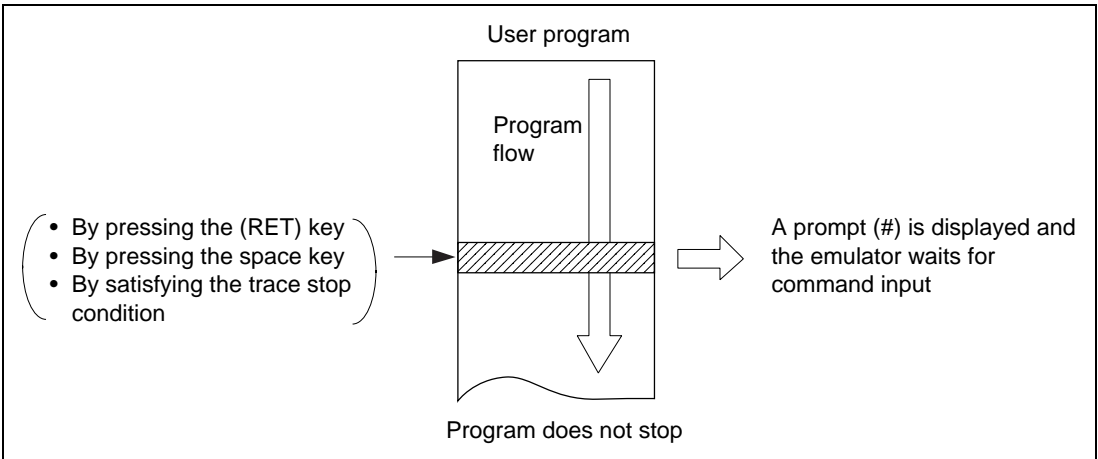 User program
Program
flow
• By pressing the (RET) key
• By pressing the space key
• By satisfying the trace stop
condition
A prompt (#) is displayed and
the emulator waits for
command input
Program does not stop